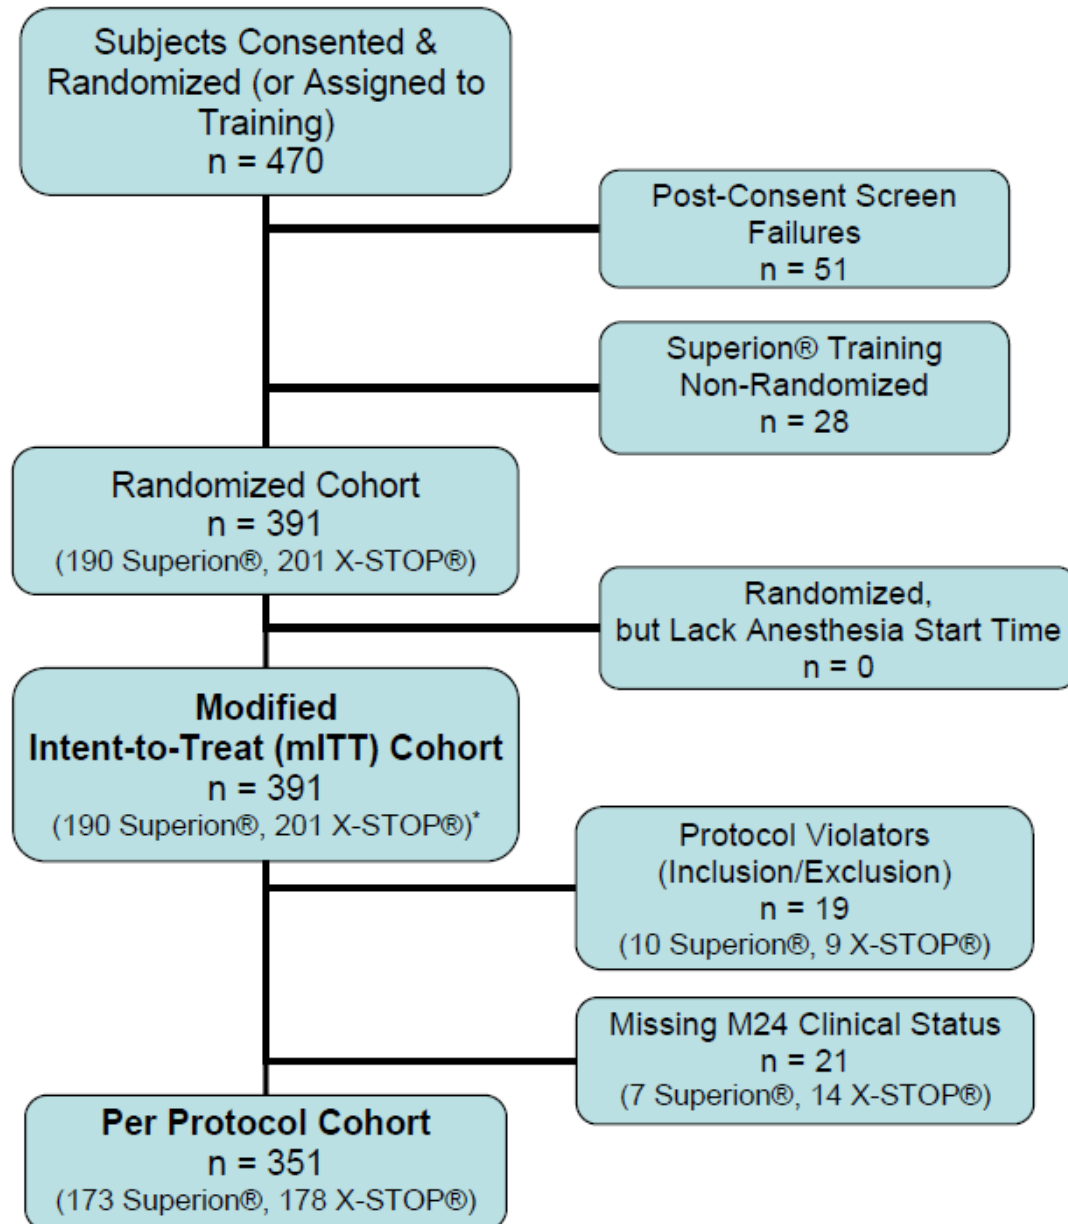 Subjects Consented &
Randomized (or Assigned to
Training)
n = 470
Post-Consent Screen
Failures
n = 51
Superion® Training
Non-Randomized
n = 28
Randomized Cohort
n = 391
(190 Superion®, 201 X-STOP®)
Randomized,
but Lack Anesthesia Start Time
n = 0
Modified
Intent-to-Treat (mITT) Cohort
n = 391
(190 Superion®, 201 X-STOP®)*
Protocol Violators
(Inclusion/Exclusion)
n = 19
(10 Superion®, 9 X-STOP®)
Missing M24 Clinical Status
n = 21
(7 Superion®, 14 X-STOP®)
Per Protocol Cohort
n = 351
(173 Superion®, 178 X-STOP®)